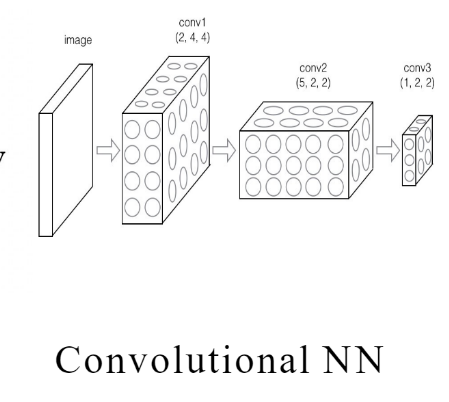 image
conv1
(2, 4, 4)
conv2
(5, 2, 2)
conv3
(1, 2, 2)
Convolutional NN